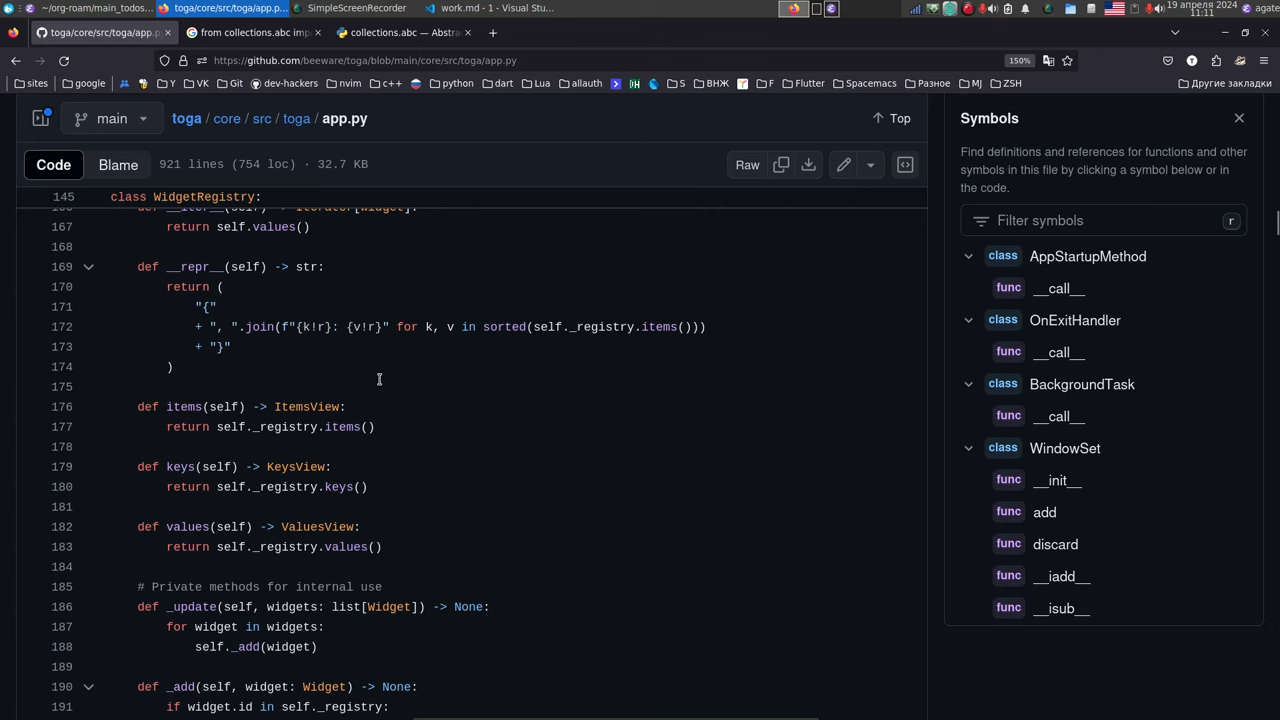 ~/org-roam/main_todos...
toga/core/src/toga/app.p...
SimpleScreenRecorder
work.md - 1 - Visual Stu...
19 апреля 2024
11:11
agate
toga/core/src/toga/app.p
from collections.abc imp
collections.abc — Abstra
https://github.com/beeware/toga/blob/main/core/src/toga/app.py
150%
sites
google
Y
VK
Git
dev-hackers
nvim
c++
python
dart
Lua
allauth
S
ВНЖ
F
Flutter
Spacemacs
Разное
MJ
ZSH
Другие закладки
main
toga / core / src / toga / app.py
Top
Code
Blame
921 lines (754 loc) · 32.7 KB
Raw
145 class WidgetRegistry:
166 def __iter__(self) -> Iterator[Widget]:
167 return self.values()
168
169 def __repr__(self) -> str:
170 return (
171 "{"
172 + ", ".join(f"{k!r}: {v!r}" for k, v in sorted(self._registry.items()))
173 + "}"
174 )
175
176 def items(self) -> ItemsView:
177 return self._registry.items()
178
179 def keys(self) -> KeysView:
180 return self._registry.keys()
181
182 def values(self) -> ValuesView:
183 return self._registry.values()
184
185 # Private methods for internal use
186 def _update(self, widgets: list[Widget]) -> None:
187 for widget in widgets:
188 self._add(widget)
189
190 def _add(self, widget: Widget) -> None:
191 if widget.id in self._registry:
Symbols
Find definitions and references for functions and other
symbols in this file by clicking a symbol below or in
the code.
Filter symbols
r
class AppStartupMethod
func __call__
class OnExitHandler
func __call__
class BackgroundTask
func __call__
class WindowSet
func __init__
func add
func discard
func __iadd__
func __isub__